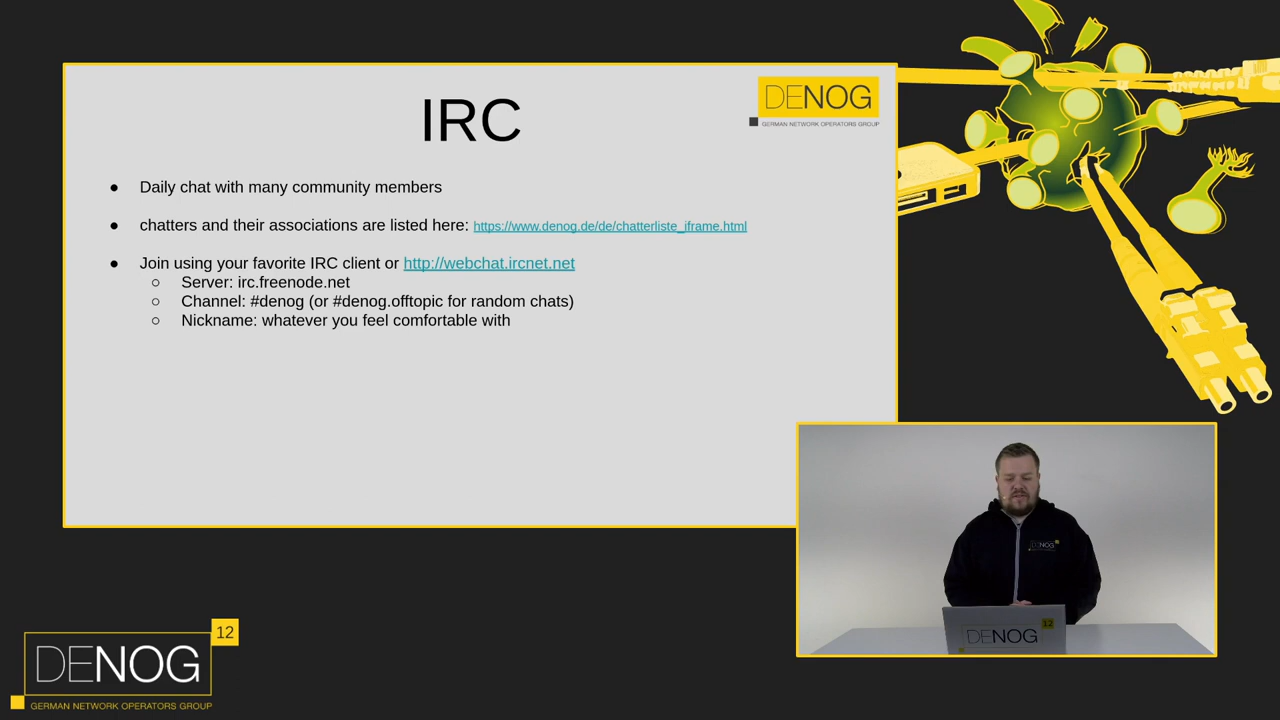 IRC
DENOG
GERMAN NETWORK OPERATORS GROUP
● Daily chat with many community members
● chatters and their associations are listed here: https://www.denog.de/de/chatterliste_iframe.html
● Join using your favorite IRC client or http://webchat.ircnet.net
○ Server: irc.freenode.net
○ Channel: #denog (or #denog.offtopic for random chats)
○ Nickname: whatever you feel comfortable with
DENOG
12
DENOG
12
DENOG
GERMAN NETWORK OPERATORS GROUP